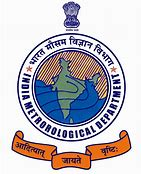 भारत मौसम विज्ञान विभाग
INDIA METEOROLOGICAL DEPARTMENT
आदित्यात् जायते वृष्टिः